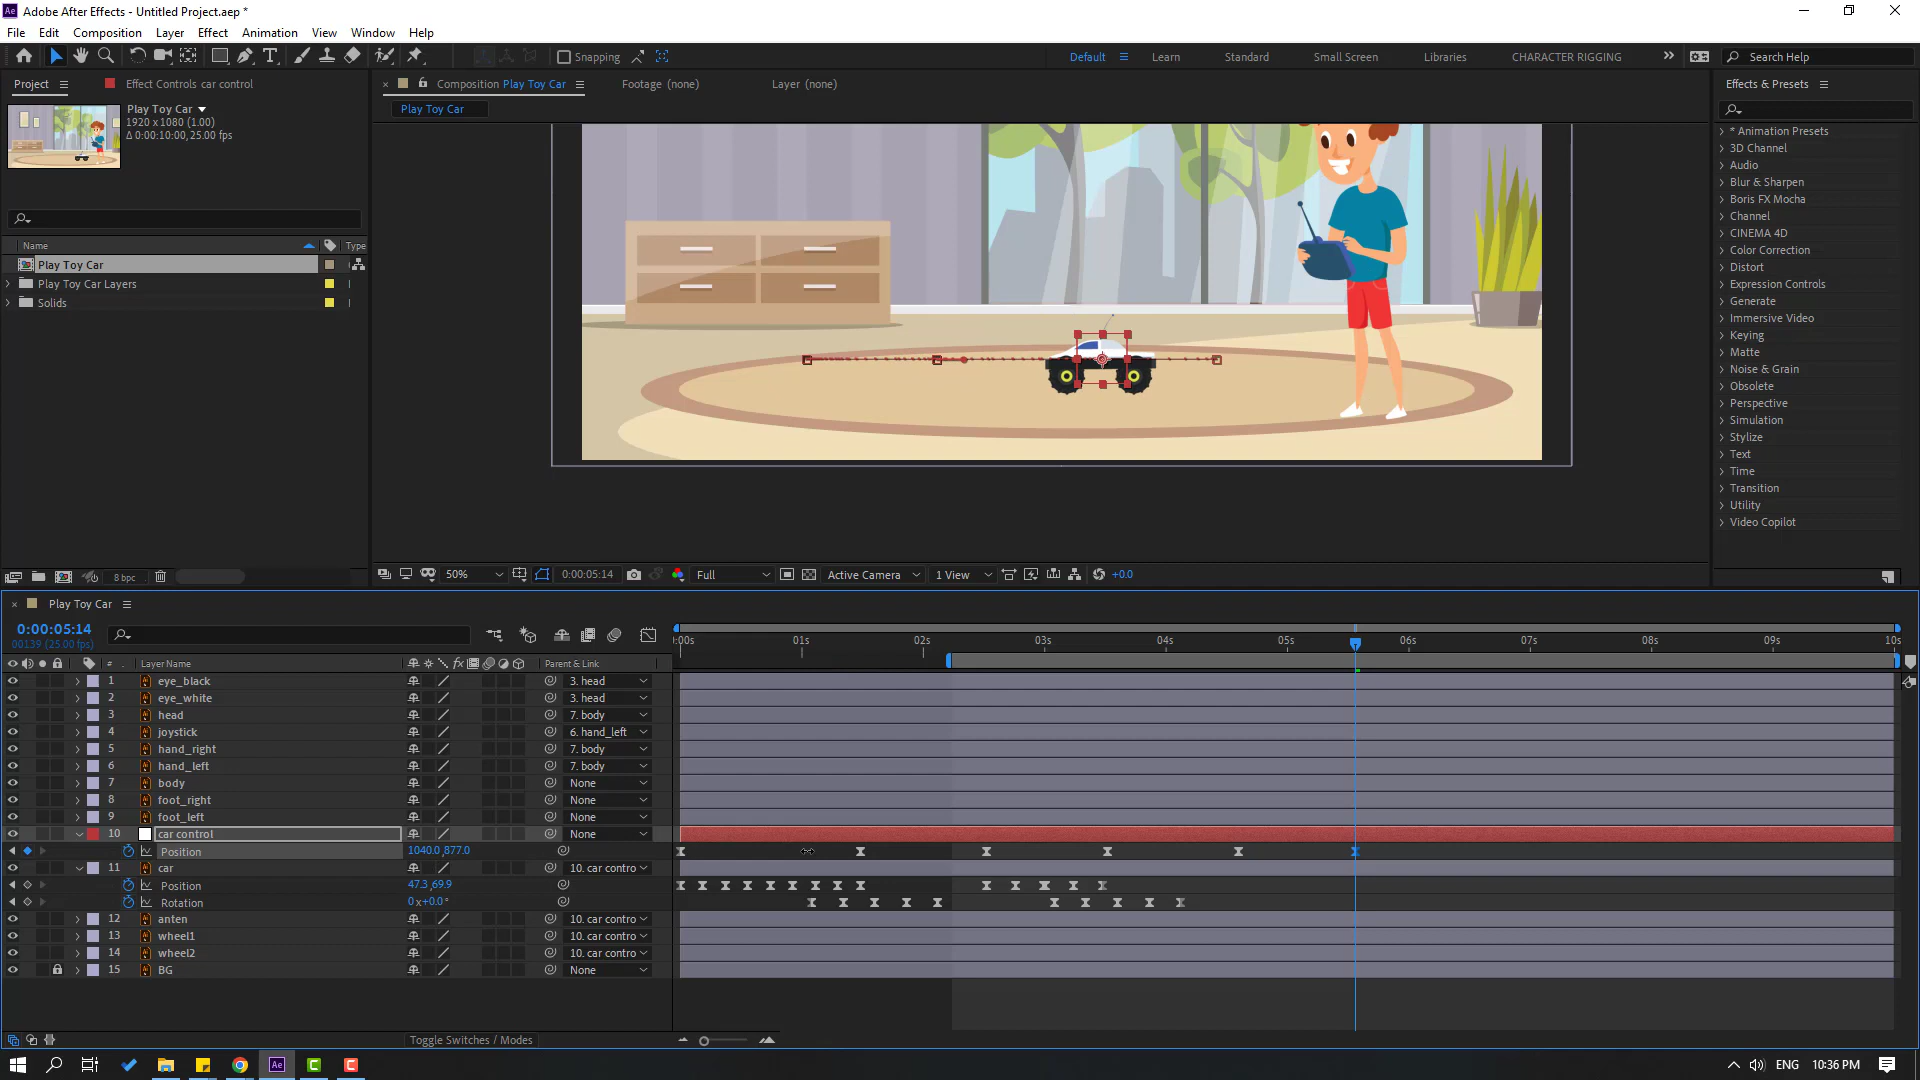 Adobe After Effects - Untitled Project.aep *
File Edit Composition Layer Effect Animation View Window Help
Snapping
Default Learn Standard Small Screen Libraries CHARACTER RIGGING Search Help
Project Effect Controls car control
Composition Play Toy Car Footage (none) Layer (none)
Effects & Presets
Play Toy Car
1920 x 1080 (1.00)
Δ 0:00:10:00, 25.00 fps
Play Toy Car
Name Type
Play Toy Car
Play Toy Car Layers
Solids
* Animation Presets
3D Channel
Audio
Blur & Sharpen
Boris FX Mocha
Channel
CINEMA 4D
Color Correction
Distort
Expression Controls
Generate
Immersive Video
Keying
Matte
Noise & Grain
Obsolete
Perspective
Simulation
Stylize
Text
Time
Transition
Utility
Video Copilot
8 bpc
50% 0:00:05:14 Full Active Camera 1 View +0.0
Play Toy Car
0:00:05:14
00139 (25.00 fps)
:00s 01s 02s 03s 04s 05s 06s 07s 08s 09s 10s
# Layer Name fx Parent & Link
1 eye_black 3. head
2 eye_white 3. head
3 head 7. body
4 joystick 6. hand_left
5 hand_right 7. body
6 hand_left 7. body
7 body None
8 foot_right None
9 foot_left None
10 car control None
Position 1040.0,877.0
11 car 10. car contro
Position 47.3,69.9
Rotation 0x+0.0°
12 anten 10. car contro
13 wheel1 10. car contro
14 wheel2 10. car contro
15 BG None
Toggle Switches / Modes
Ae ENG 10:36 PM